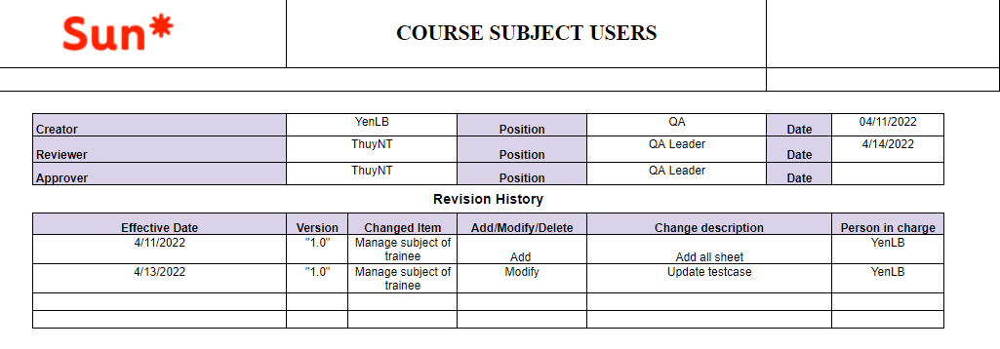 Sun*
COURSE SUBJECT USERS
Creator YenLB Position QA Date 04/11/2022
Reviewer ThuyNT Position QA Leader Date 4/14/2022
Approver ThuyNT Position QA Leader Date
Revision History
Effective Date Version Changed Item Add/Modify/Delete Change description Person in charge
4/11/2022 "1.0" Manage subject of trainee Add Add all sheet YenLB
4/13/2022 "1.0" Manage subject of trainee Modify Update testcase YenLB